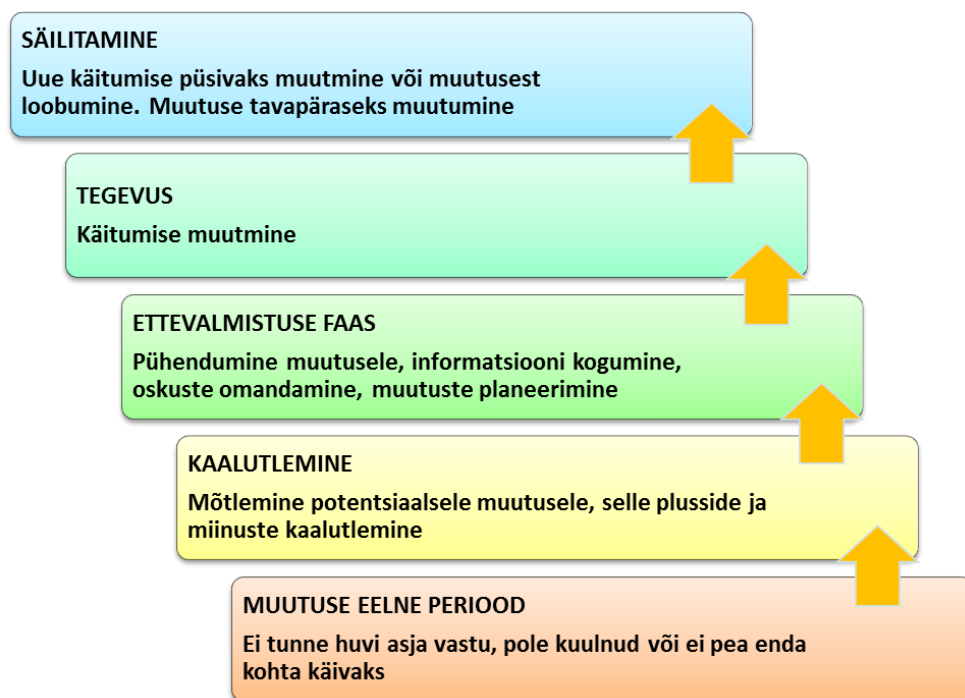 SÄILITAMINE
Uue käitumise püsivaks muutmine või muutusest
loobumine. Muutuse tavapäraseks muutumine
TEGEVUS
Käitumise muutmine
ETTEVALMISTUSE FAAS
Pühendumine muutusele, informatsiooni kogumine,
oskuste omandamine, muutuste planeerimine
KAALUTLEMINE
Mõtlemine potentsiaalsele muutusele, selle plusside ja
miinuste kaalutlemine
MUUTUSE EELNE PERIOOD
Ei tunne huvi asja vastu, pole kuulnud või ei pea enda
kohta käivaks